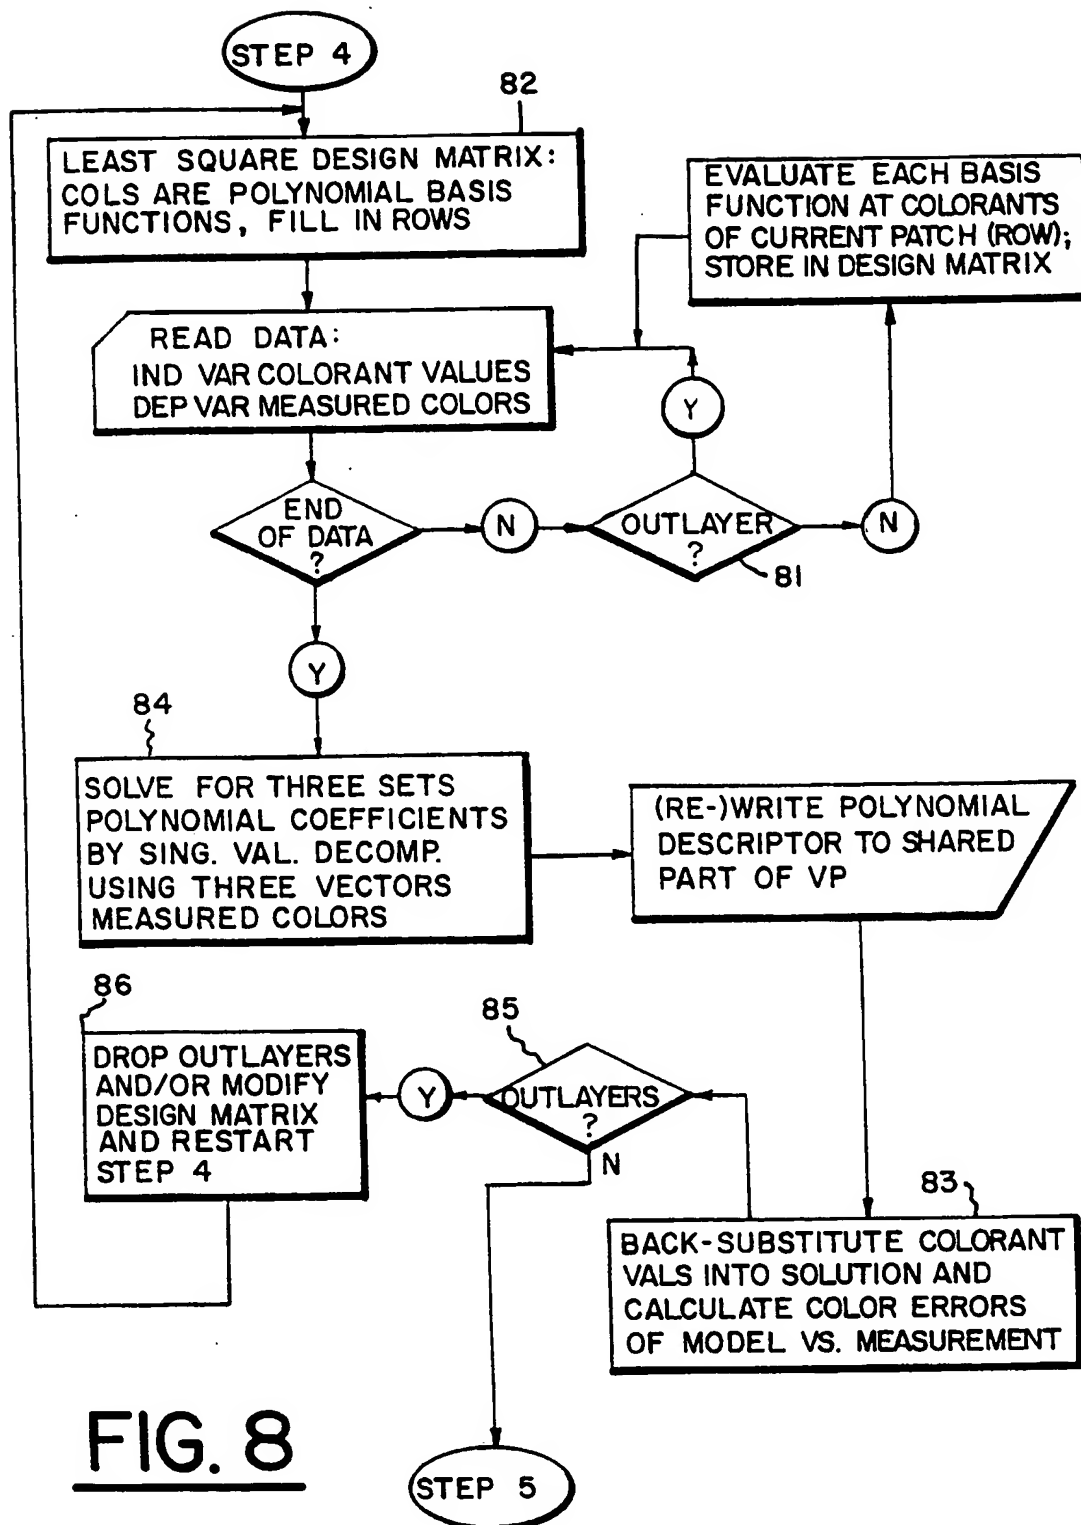 STEP 4
82
LEAST SQUARE DESIGN MATRIX:
COLS ARE POLYNOMIAL BASIS
FUNCTIONS, FILL IN ROWS
EVALUATE EACH BASIS
FUNCTION AT COLORANTS
OF CURRENT PATCH (ROW);
STORE IN DESIGN MATRIX
READ DATA:
IND VAR COLORANT VALUES
DEP VAR MEASURED COLORS
Y
END
OF DATA
?
N
OUTLAYER
?
N
81
Y
84
SOLVE FOR THREE SETS
POLYNOMIAL COEFFICIENTS
BY SING. VAL. DECOMP.
USING THREE VECTORS
MEASURED COLORS
(RE-)WRITE POLYNOMIAL
DESCRIPTOR TO SHARED
PART OF VP
86
DROP OUTLAYERS
AND/OR MODIFY
DESIGN MATRIX
AND RESTART
STEP 4
Y
85
OUTLAYERS
?
N
83
BACK-SUBSTITUTE COLORANT
VALS INTO SOLUTION AND
CALCULATE COLOR ERRORS
OF MODEL VS. MEASUREMENT
FIG. 8
STEP 5